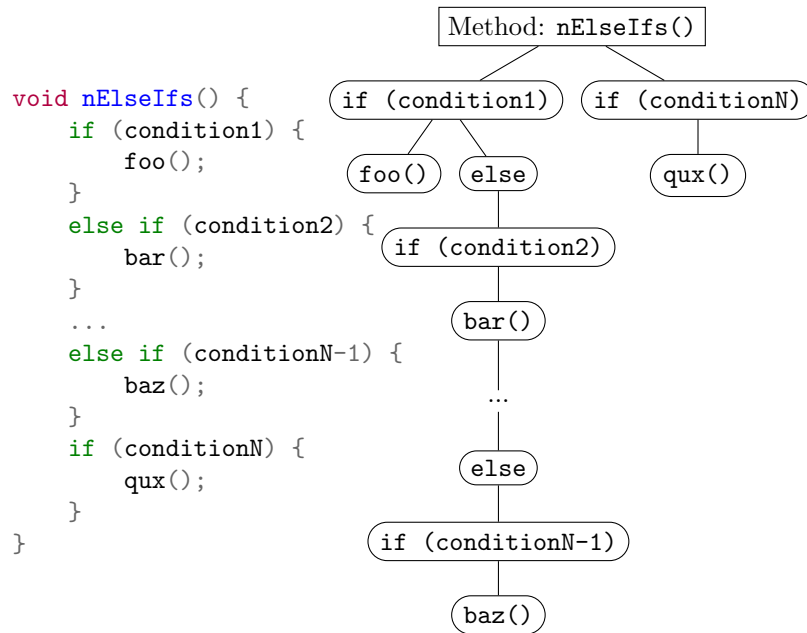 void nElseIfs() {
if (condition1) {
foo();
}
else if (condition2) {
bar();
}
...
else if (conditionN-1) {
baz();
}
if (conditionN) {
qux();
}
}
Method: nElseIfs()
if (condition1)
if (conditionN)
foo()
else
qux()
if (condition2)
bar()
...
else
if (conditionN-1)
baz()